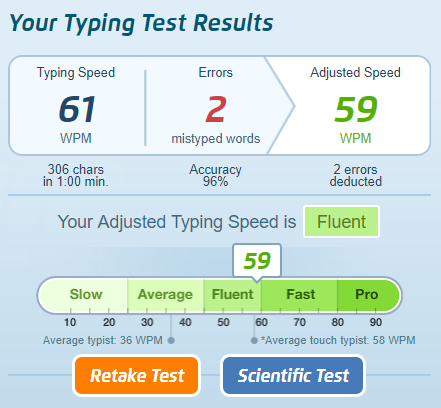 Your Typing Test Results
Typing Speed Errors Adjusted Speed
61 2 59
WPM mistyped words WPM
306 chars Accuracy 2 errors
in 1:00 min. 96% deducted
Your Adjusted Typing Speed is Fluent
59
Slow Average Fluent Fast Pro
10 20 30 40 50 60 70 80 90
Average typist: 36 WPM *Average touch typist: 58 WPM
Retake Test Scientific Test